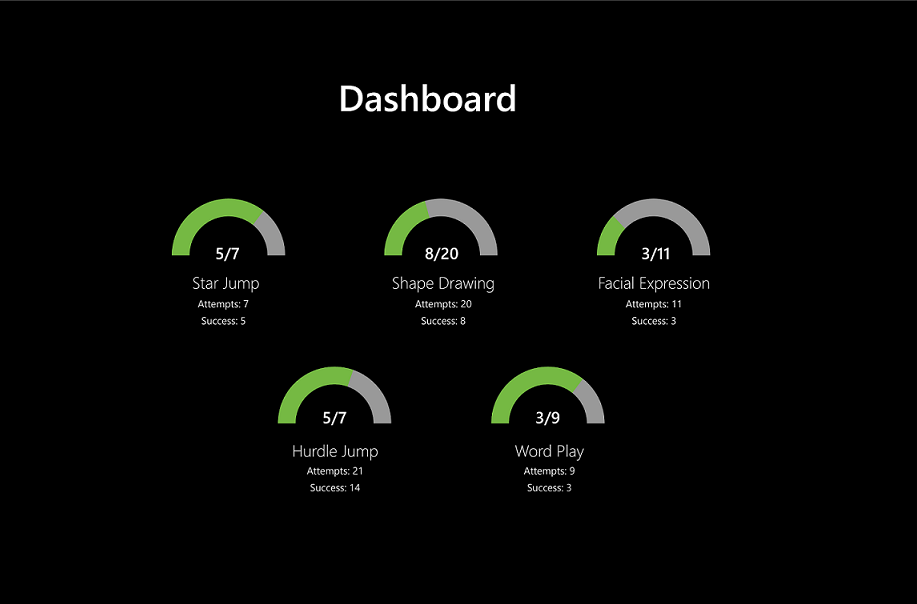 Dashboard
5/7
Star Jump
Attempts: 7
Success: 5
8/20
Shape Drawing
Attempts: 20
Success: 8
3/11
Facial Expression
Attempts: 11
Success: 3
5/7
Hurdle Jump
Attempts: 21
Success: 14
3/9
Word Play
Attempts: 9
Success: 3